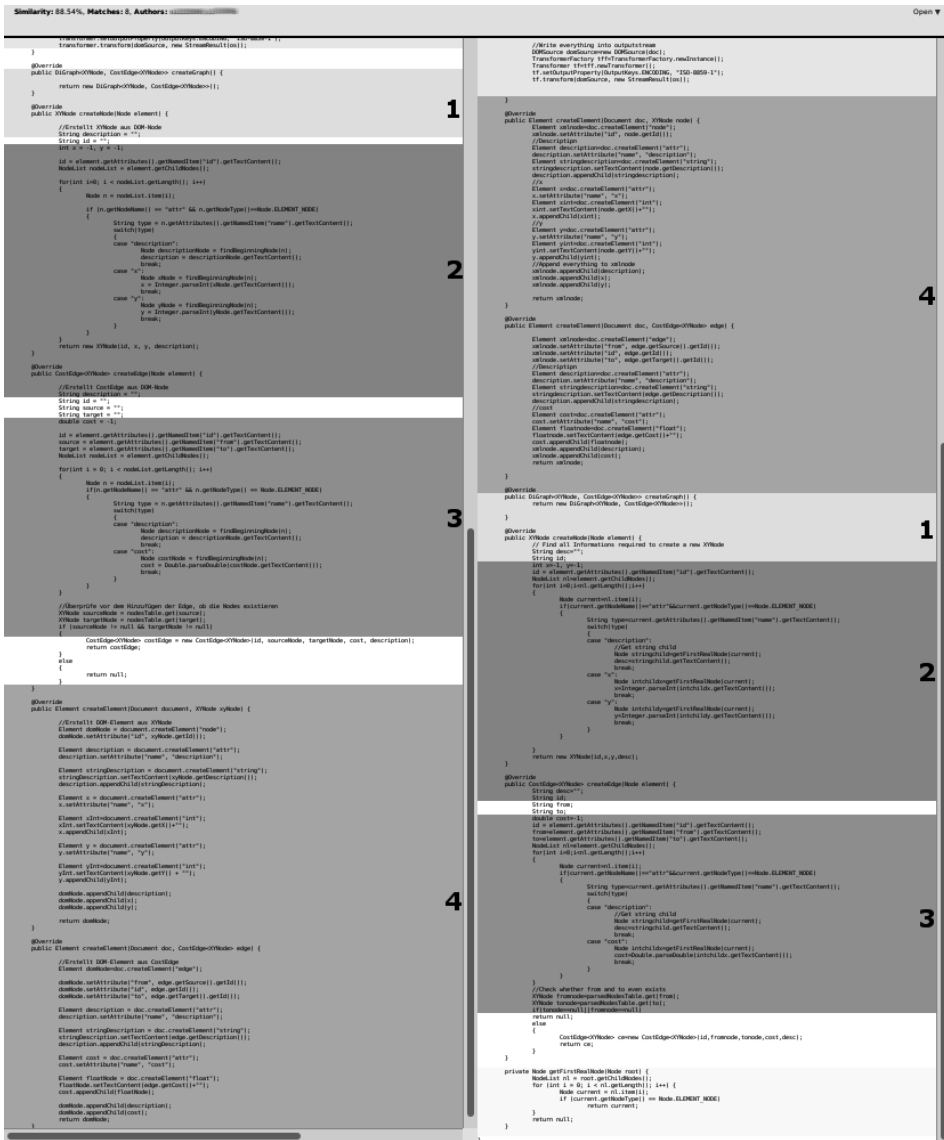 Similarity: 88.54%, Matches: 8, Authors:
Open ▼
transformer.transform(domSource, new StreamResult(os));
}
@Override
public DiGraph<XYNode, CostEdge<XYNode>> createGraph() {
return new DiGraph<XYNode, CostEdge<XYNode>>();
}
@Override
public XYNode createNode(Node element) {
//Erstellt XYNode aus DOM-Node
String description = "";
String id = "";
int x = -1, y = -1;
id = element.getAttributes().getNamedItem("id").getTextContent();
NodeList nodeList = element.getChildNodes();
for(int i=0; i < nodeList.getLength(); i++)
{
Node n = nodeList.item(i);
if (n.getNodeName() == "attr" && n.getNodeType()==Node.ELEMENT_NODE)
{
String type = n.getAttributes().getNamedItem("name").getTextContent();
switch(type)
{
case "description":
Node descriptionNode = findBeginningNode(n);
description = descriptionNode.getTextContent();
break;
case "x":
Node xNode = findBeginningNode(n);
x = Integer.parseInt(xNode.getTextContent());
break;
case "y":
Node yNode = findBeginningNode(n);
y = Integer.parseInt(yNode.getTextContent());
break;
}
}
}
return new XYNode(id, x, y, description);
}
@Override
public CostEdge<XYNode> createEdge(Node element) {
//Erstellt CostEdge aus DOM-Node
String description = "";
String id = "";
String source = "";
String target = "";
double cost = -1;
id = element.getAttributes().getNamedItem("id").getTextContent();
source = element.getAttributes().getNamedItem("from").getTextContent();
target = element.getAttributes().getNamedItem("to").getTextContent();
NodeList nodeList = element.getChildNodes();
for(int i = 0; i < nodeList.getLength(); i++)
{
Node n = nodeList.item(i);
if(n.getNodeName() == "attr" && n.getNodeType() == Node.ELEMENT_NODE)
{
String type = n.getAttributes().getNamedItem("name").getTextContent();
switch(type)
{
case "description":
Node descriptionNode = findBeginningNode(n);
description = descriptionNode.getTextContent();
break;
case "cost":
Node costNode = findBeginningNode(n);
cost = Double.parseDouble(costNode.getTextContent());
break;
}
}
}
//Überprüfe vor dem Hinzufügen der Edge, ob die Nodes existieren
XYNode sourceNode = nodesTable.get(source);
XYNode targetNode = nodesTable.get(target);
if (sourceNode != null && targetNode != null)
{
CostEdge<XYNode> costEdge = new CostEdge<XYNode>(id, sourceNode, targetNode, cost, description);
return costEdge;
}
else
{
return null;
}
}
@Override
public Element createElement(Document document, XYNode xyNode) {
//Erstellt DOM-Element aus XYNode
Element domNode = document.createElement("node");
domNode.setAttribute("id", xyNode.getId());
Element description = document.createElement("attr");
description.setAttribute("name", "description");
Element stringDescription = document.createElement("string");
stringDescription.setTextContent(xyNode.getDescription());
description.appendChild(stringDescription);
Element x = document.createElement("attr");
x.setAttribute("name", "x");
Element xInt=document.createElement("int");
xInt.setTextContent(xyNode.getX()+"");
x.appendChild(xInt);
Element y = document.createElement("attr");
y.setAttribute("name", "y");
Element yInt=document.createElement("int");
yInt.setTextContent(xyNode.getY() + "");
y.appendChild(yInt);
domNode.appendChild(description);
domNode.appendChild(x);
domNode.appendChild(y);
return domNode;
}
@Override
public Element createElement(Document doc, CostEdge<XYNode> edge) {
//Erstellt DOM-Element aus CostEdge
Element domNode=doc.createElement("edge");
domNode.setAttribute("from", edge.getSource().getId());
domNode.setAttribute("id", edge.getId());
domNode.setAttribute("to", edge.getTarget().getId());
Element description = doc.createElement("attr");
description.setAttribute("name", "description");
Element stringDescription = doc.createElement("string");
stringDescription.setTextContent(edge.getDescription());
description.appendChild(stringDescription);
Element cost = doc.createElement("attr");
cost.setAttribute("name", "cost");
Element floatNode = doc.createElement("float");
floatNode.setTextContent(edge.getCost()+"");
cost.appendChild(floatNode);
domNode.appendChild(description);
domNode.appendChild(cost);
return domNode;
}
1
2
3
4
//Write everything into outputstream
DOMSource domSource=new DOMSource(doc);
TransformerFactory tff=TransformerFactory.newInstance();
Transformer tf=tff.newTransformer();
tf.setOutputProperty(OutputKeys.ENCODING, "ISO-8859-1");
tf.transform(domSource, new StreamResult(os));
}
@Override
public Element createElement(Document doc, XYNode node) {
Element xmlnode=doc.createElement("node");
xmlnode.setAttribute("id", node.getId());
//Descriptipn
Element description=doc.createElement("attr");
description.setAttribute("name", "description");
Element stringdescription=doc.createElement("string");
stringdescription.setTextContent(node.getDescription());
description.appendChild(stringdescription);
//x
Element x=doc.createElement("attr");
x.setAttribute("name", "x");
Element xint=doc.createElement("int");
xint.setTextContent(node.getX()+"");
x.appendChild(xint);
//y
Element y=doc.createElement("attr");
y.setAttribute("name", "y");
Element yint=doc.createElement("int");
yint.setTextContent(node.getY()+"");
y.appendChild(yint);
//Append everything to xmlnode
xmlnode.appendChild(description);
xmlnode.appendChild(x);
xmlnode.appendChild(y);
return xmlnode;
}
@Override
public Element createElement(Document doc, CostEdge<XYNode> edge) {
Element xmlnode=doc.createElement("edge");
xmlnode.setAttribute("from", edge.getSource().getId());
xmlnode.setAttribute("id", edge.getId());
xmlnode.setAttribute("to", edge.getTarget().getId());
//Descriptipn
Element description=doc.createElement("attr");
description.setAttribute("name", "description");
Element stringdescription=doc.createElement("string");
stringdescription.setTextContent(edge.getDescription());
description.appendChild(stringdescription);
//cost
Element cost=doc.createElement("attr");
cost.setAttribute("name", "cost");
Element floatnode=doc.createElement("float");
floatnode.setTextContent(edge.getCost()+"");
cost.appendChild(floatnode);
xmlnode.appendChild(description);
xmlnode.appendChild(cost);
return xmlnode;
}
@Override
public DiGraph<XYNode, CostEdge<XYNode>> createGraph() {
return new DiGraph<XYNode, CostEdge<XYNode>>();
}
@Override
public XYNode createNode(Node element) {
// Find all Informations required to create a new XYNode
String desc="";
String id;
int x=-1, y=-1;
id = element.getAttributes().getNamedItem("id").getTextContent();
NodeList nl=element.getChildNodes();
for(int i=0;i<nl.getLength();i++)
{
Node current=nl.item(i);
if(current.getNodeName()=="attr"&&current.getNodeType()==Node.ELEMENT_NODE)
{
String type=current.getAttributes().getNamedItem("name").getTextContent();
switch(type)
{
case "description":
//Get string child
Node stringchild=getFirstRealNode(current);
desc=stringchild.getTextContent();
break;
case "x":
Node intchildx=getFirstRealNode(current);
x=Integer.parseInt(intchildx.getTextContent());
break;
case "y":
Node intchildy=getFirstRealNode(current);
y=Integer.parseInt(intchildy.getTextContent());
break;
}
}
}
return new XYNode(id,x,y,desc);
}
@Override
public CostEdge<XYNode> createEdge(Node element) {
String desc="";
String id;
String from;
String to;
double cost=-1;
id = element.getAttributes().getNamedItem("id").getTextContent();
from=element.getAttributes().getNamedItem("from").getTextContent();
to=element.getAttributes().getNamedItem("to").getTextContent();
NodeList nl=element.getChildNodes();
for(int i=0;i<nl.getLength();i++)
{
Node current=nl.item(i);
if(current.getNodeName()=="attr"&&current.getNodeType()==Node.ELEMENT_NODE)
{
String type=current.getAttributes().getNamedItem("name").getTextContent();
switch(type)
{
case "description":
//Get string child
Node stringchild=getFirstRealNode(current);
desc=stringchild.getTextContent();
break;
case "cost":
Node intchildx=getFirstRealNode(current);
cost=Double.parseDouble(intchildx.getTextContent());
break;
}
}
}
//Check whether from and to even exists
XYNode fromnode=parsedNodesTable.get(from);
XYNode tonode=parsedNodesTable.get(to);
if(tonode==null||fromnode==null)
return null;
else
{
CostEdge<XYNode> ce=new CostEdge<XYNode>(id,fromnode,tonode,cost,desc);
return ce;
}
}
private Node getFirstRealNode(Node root) {
NodeList nl = root.getChildNodes();
for (int i = 0; i < nl.getLength(); i++) {
Node current = nl.item(i);
if (current.getNodeType() == Node.ELEMENT_NODE)
return current;
}
return null;
}
4
1
2
3